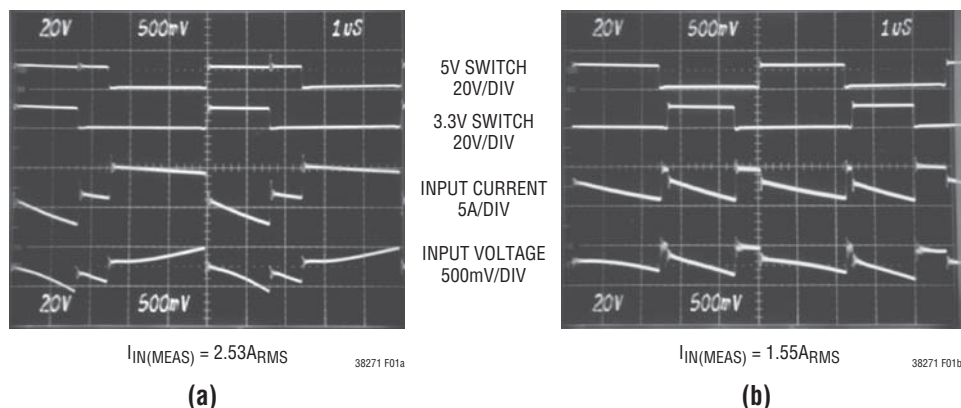 20V 500mV 1uS
20V 500mV
5V SWITCH
20V/DIV
3.3V SWITCH
20V/DIV
INPUT CURRENT
5A/DIV
INPUT VOLTAGE
500mV/DIV
20V 500mV 1uS
20V 500mV
IIN(MEAS) = 2.53ARMS
38271 F01a
(a)
IIN(MEAS) = 1.55ARMS
38271 F01b
(b)